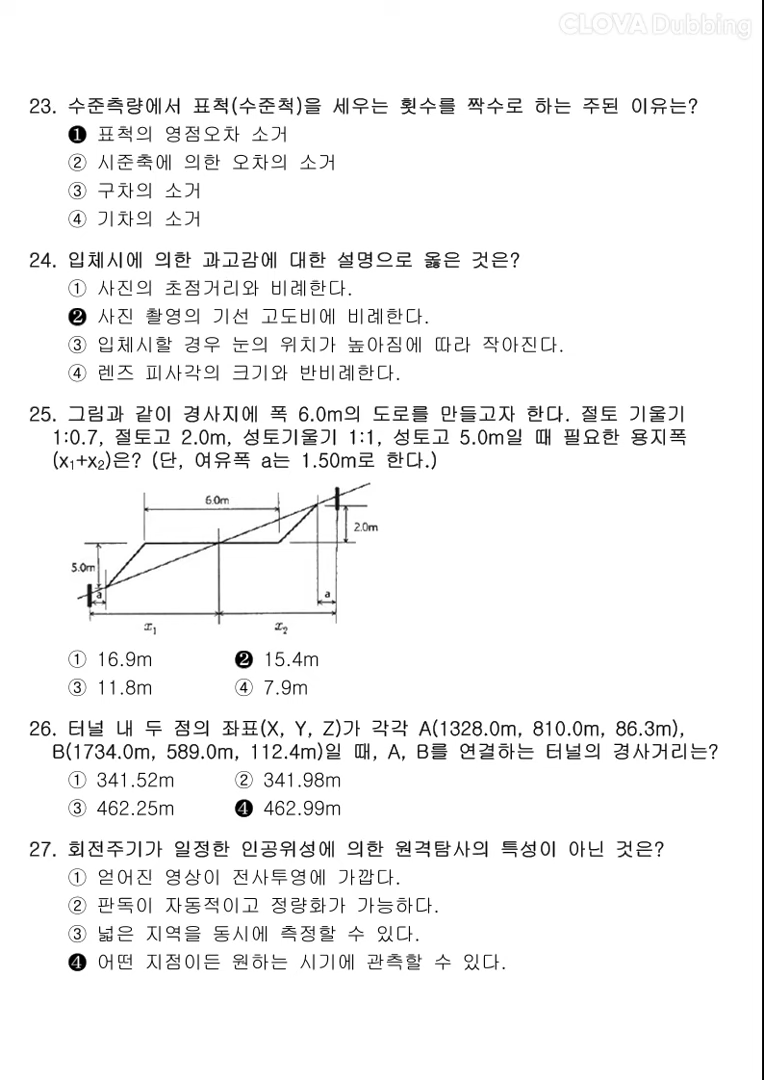 CLOVA Dubbing
23. 수준측량에서 표척(수준척)을 세우는 횟수를 짝수로 하는 주된 이유는?
❶ 표척의 영점오차 소거
② 시준축에 의한 오차의 소거
③ 구차의 소거
④ 기차의 소거
24. 입체시에 의한 과고감에 대한 설명으로 옳은 것은?
① 사진의 초점거리와 비례한다.
❷ 사진 촬영의 기선 고도비에 비례한다.
③ 입체시할 경우 눈의 위치가 높아짐에 따라 작아진다.
④ 렌즈 피사각의 크기와 반비례한다.
25. 그림과 같이 경사지에 폭 6.0m의 도로를 만들고자 한다. 절토 기울기
1:0.7, 절토고 2.0m, 성토기울기 1:1, 성토고 5.0m일 때 필요한 용지폭
(x₁+x₂)은? (단, 여유폭 a는 1.50m로 한다.)
6.0m
2.0m
5.0m
a
a
x₁
x₂
① 16.9m ❷ 15.4m
③ 11.8m ④ 7.9m
26. 터널 내 두 점의 좌표(X, Y, Z)가 각각 A(1328.0m, 810.0m, 86.3m),
B(1734.0m, 589.0m, 112.4m)일 때, A, B를 연결하는 터널의 경사거리는?
① 341.52m ② 341.98m
③ 462.25m ❹ 462.99m
27. 회전주기가 일정한 인공위성에 의한 원격탐사의 특성이 아닌 것은?
① 얻어진 영상이 전사투영에 가깝다.
② 판독이 자동적이고 정량화가 가능하다.
③ 넓은 지역을 동시에 측정할 수 있다.
❹ 어떤 지점이든 원하는 시기에 관측할 수 있다.